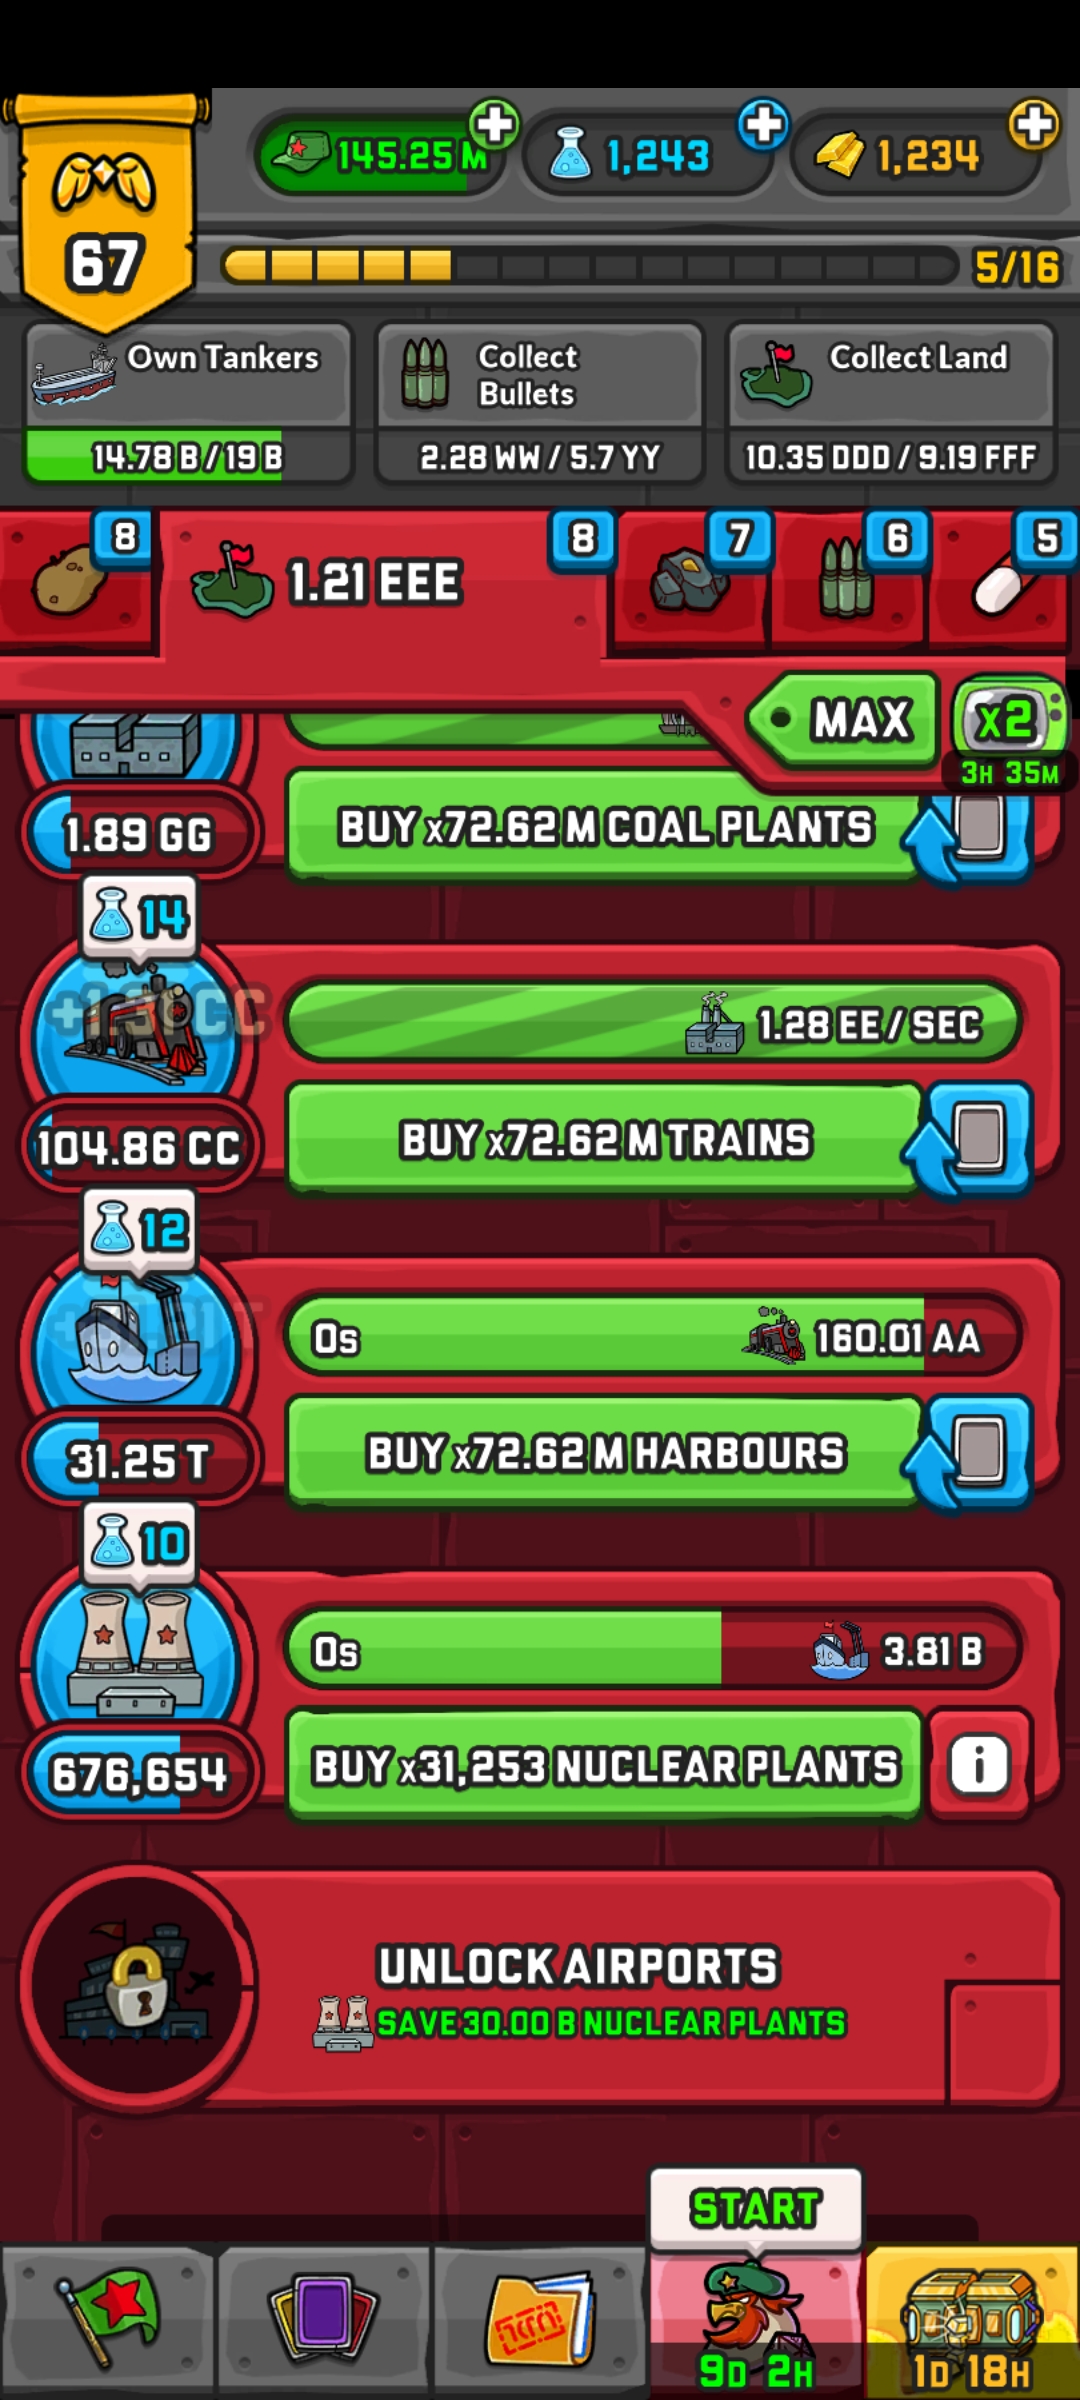 145.25 M
1,243
1,234
67
5/16
Own Tankers
14.78 B / 19 B
Collect
Bullets
2.28 WW / 5.7 YY
Collect Land
10.35 DDD / 9.19 FFF
8
1.21 EEE
8
7
6
5
MAX
x2
3H 35M
1.89 GG
BUY x72.62 M COAL PLANTS
14
1.28 EE / SEC
104.86 CC
BUY x72.62 M TRAINS
12
0s
160.01 AA
31.25 T
BUY x72.62 M HARBOURS
10
0s
3.81 B
676,654
BUY x31,253 NUCLEAR PLANTS
i
UNLOCK AIRPORTS
SAVE 30.00 B NUCLEAR PLANTS
START
9D 2H
1D 18H